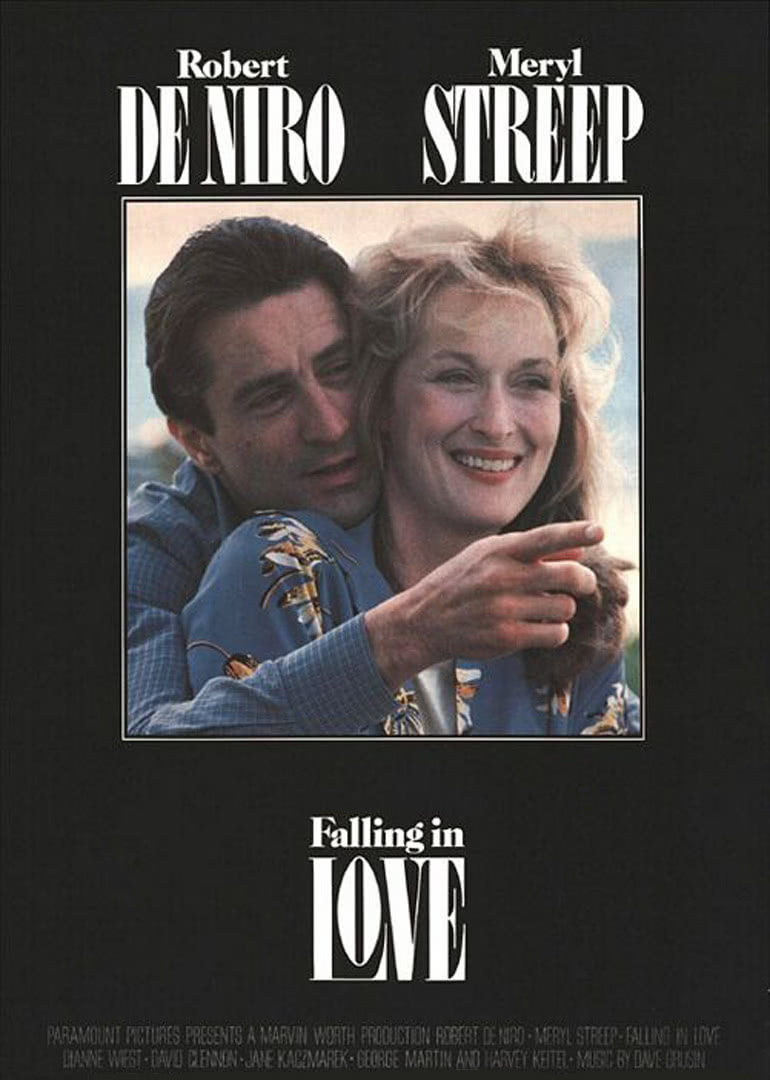 Robert
DE NIRO
Meryl
STREEP
Falling in
LOVE
PARAMOUNT PICTURES PRESENTS A MARVIN WORTH PRODUCTION ROBERT DE NIRO · MERYL STREEP · FALLING IN LOVE
DIANNE WIEST · DAVID CLENNON · JANE KACZMAREK · GEORGE MARTIN AND HARVEY KEITEL · MUSIC BY DAVE GRUSIN